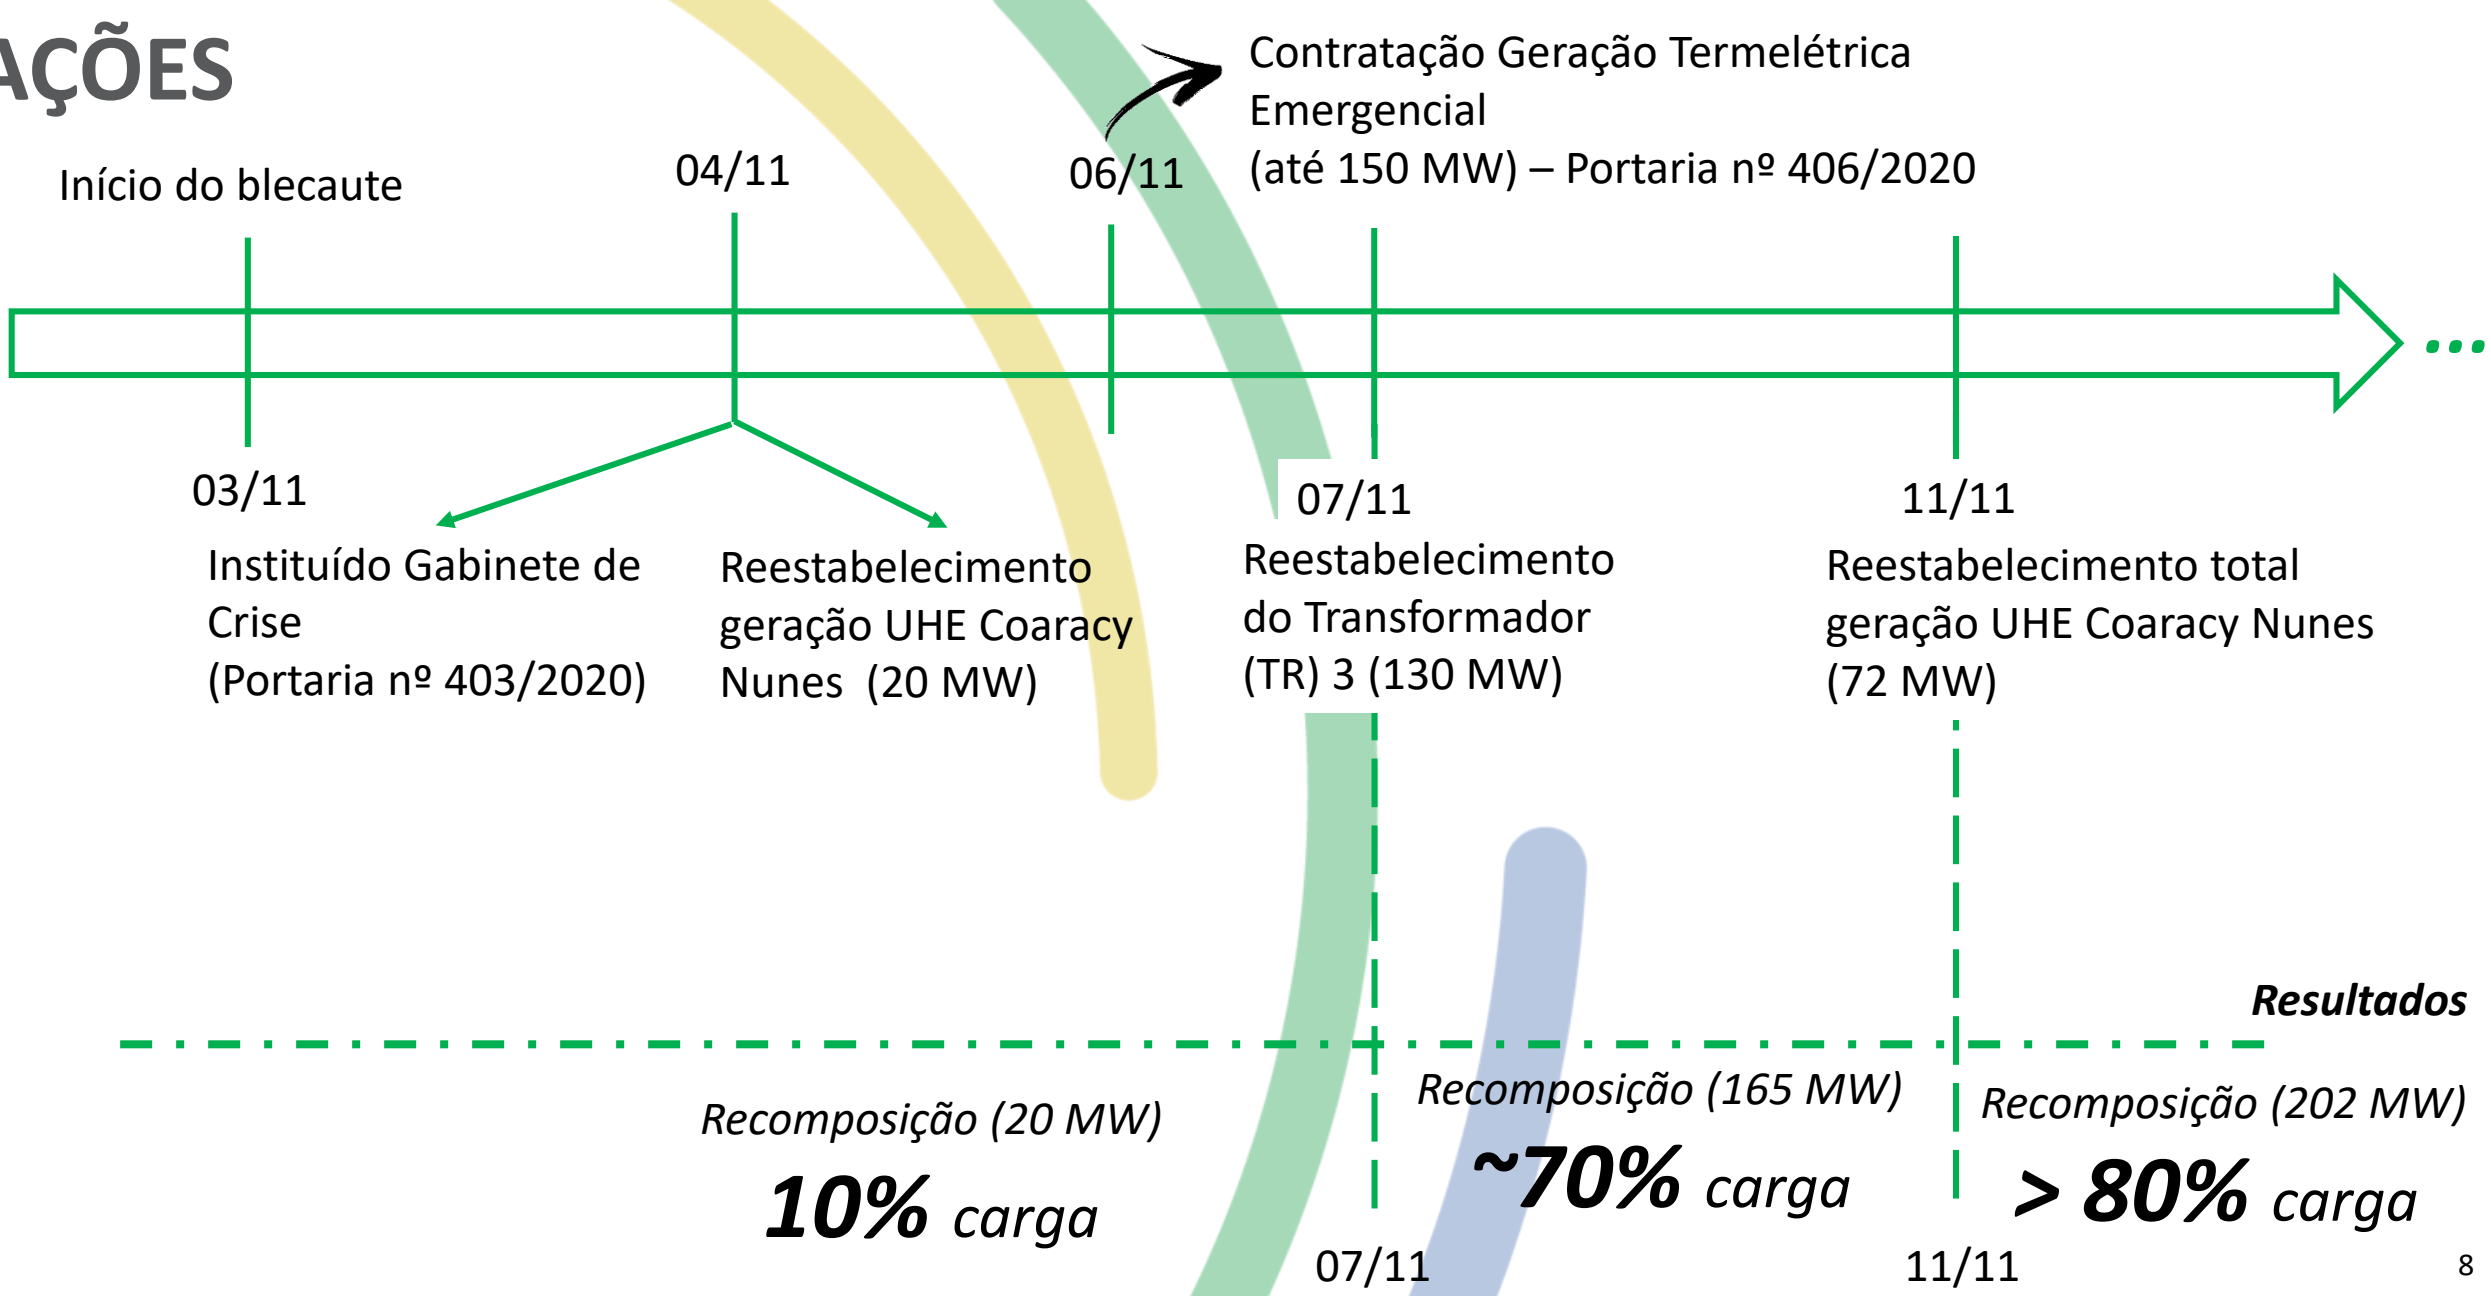 AÇÕES
Início do blecaute
04/11
06/11
Contratação Geração Termelétrica
Emergencial
(até 150 MW) – Portaria nº 406/2020
...
03/11
Instituído Gabinete de
Crise
(Portaria nº 403/2020)
Reestabelecimento
geração UHE Coaracy
Nunes (20 MW)
07/11
Reestabelecimento
do Transformador
(TR) 3 (130 MW)
11/11
Reestabelecimento total
geração UHE Coaracy Nunes
(72 MW)
Resultados
Recomposição (20 MW)
10% carga
Recomposição (165 MW)
~70% carga
Recomposição (202 MW)
> 80% carga
07/11
11/11
8